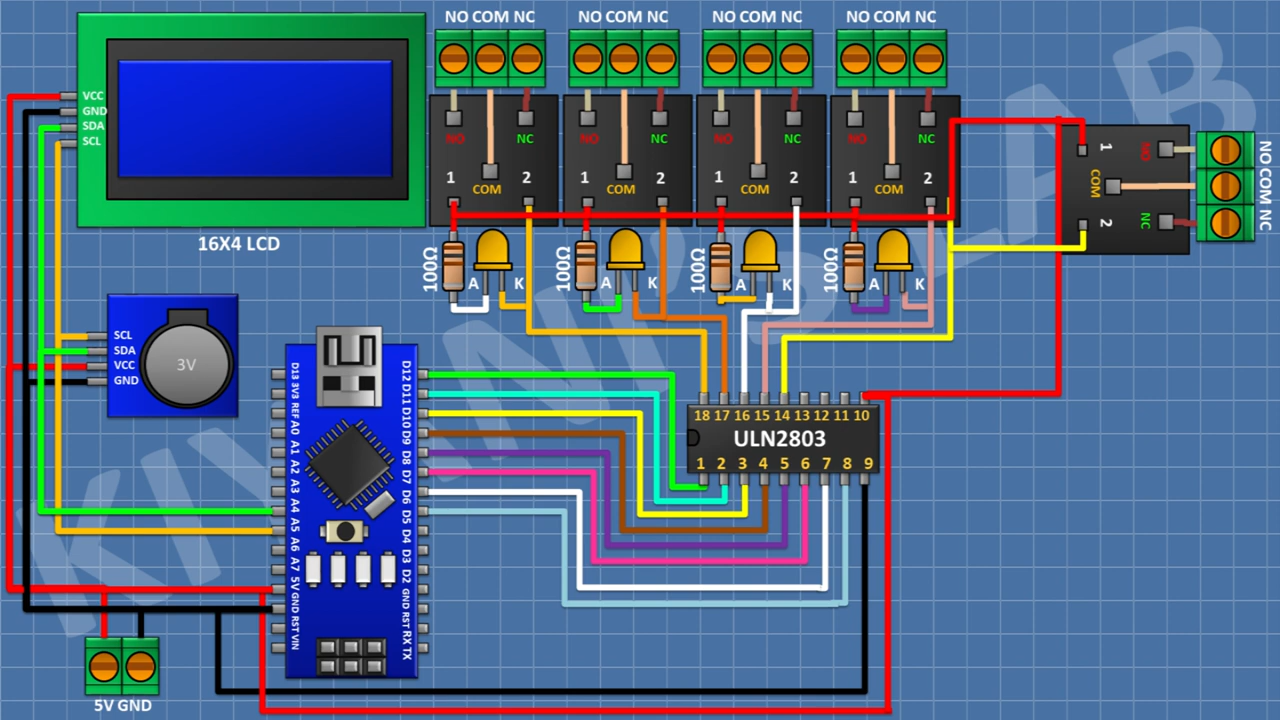 NO COM NC
NO COM NC
NO COM NC
NO COM NC
VCC
GND
SDA
SCL
16X4 LCD
NO
NC
1
COM
2
NO
NC
1
COM
2
NO
NC
1
COM
2
NO
NC
1
COM
2
1
NO
COM
2
NC
NO COM NC
100Ω
A
K
100Ω
A
K
100Ω
A
K
100Ω
A
K
SCL
SDA
VCC
GND
3V
D13
3V3
REF
A0
A1
A2
A3
A4
A5
A6
A7
5V
GND
RST
VIN
D12
D11
D10
D9
D8
D7
D6
D5
D4
D3
D2
GND
RST
RX
TX
18 17 16 15 14 13 12 11 10
ULN2803
1 2 3 4 5 6 7 8 9
5V GND
KIYANI'S LAB